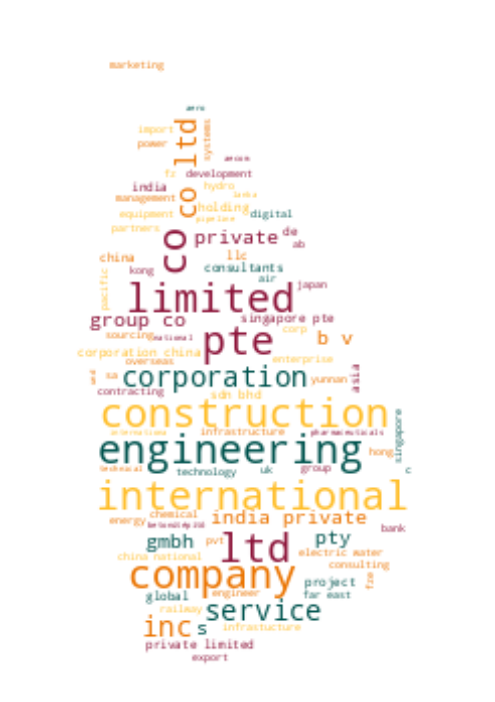 marketing
aero
import
co ltd
systems
power
aecom
fz
development
india
hydro
management
lanka
holding
equipment
digital
pipeline
partners
co
private
de
ab
china
llc
kong
consultants
pacific
air
japan
limited
group co
singapore pte
corp
sourcing
national
pte
b v
corporation china
overseas
enterprise
asia
sa
corporation
yunnan
contracting
sdn bhd
construction
singapore
infrastructure
pharmaceuticals
engineering
hong
technical
technology
uk
group
c
international
chemical
energy
india private
bank
gmbh
pvt
ltd
pty
china national
electric water
company
consulting
project
fze
global
engineer
far east
railway
service
inc
s
infrastucture
private limited
export